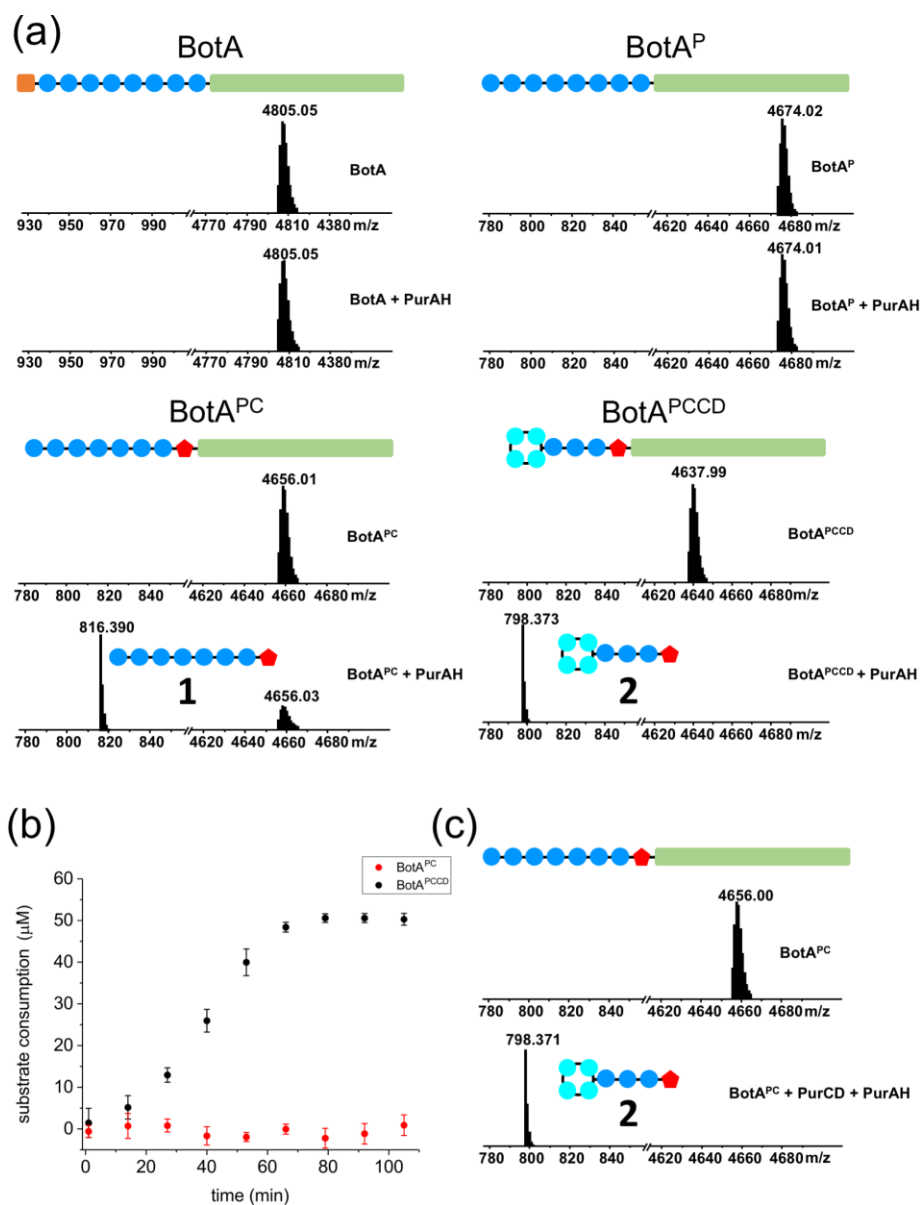 (a)
BotA
BotAᴾ
4805.05
BotA
930 950 970 990 4770 4790 4810 4380 m/z
4674.02
BotAᴾ
780 800 820 840 4620 4640 4660 4680 m/z
4805.05
BotA + PurAH
930 950 970 990 4770 4790 4810 4380 m/z
4674.01
BotAᴾ + PurAH
780 800 820 840 4620 4640 4660 4680 m/z
BotAᴾᶜ
BotAᴾᶜᶜᴰ
4656.01
BotAᴾᶜ
780 800 820 840 4620 4640 4660 4680 m/z
4637.99
BotAᴾᶜᶜᴰ
780 800 820 840 4620 4640 4660 4680 m/z
816.390
1
4656.03
BotAᴾᶜ + PurAH
780 800 820 840 4620 4640 4660 4680 m/z
798.373
2
BotAᴾᶜᶜᴰ + PurAH
780 800 820 840 4620 4640 4660 4680 m/z
(b)
BotAᴾᶜ
BotAᴾᶜᶜᴰ
substrate consumption (μM)
60
50
40
30
20
10
0
0 20 40 60 80 100
time (min)
(c)
4656.00
BotAᴾᶜ
780 800 820 840 4620 4640 4660 4680 m/z
798.371
2
BotAᴾᶜ + PurCD + PurAH
780 800 820 840 4620 4640 4660 4680 m/z